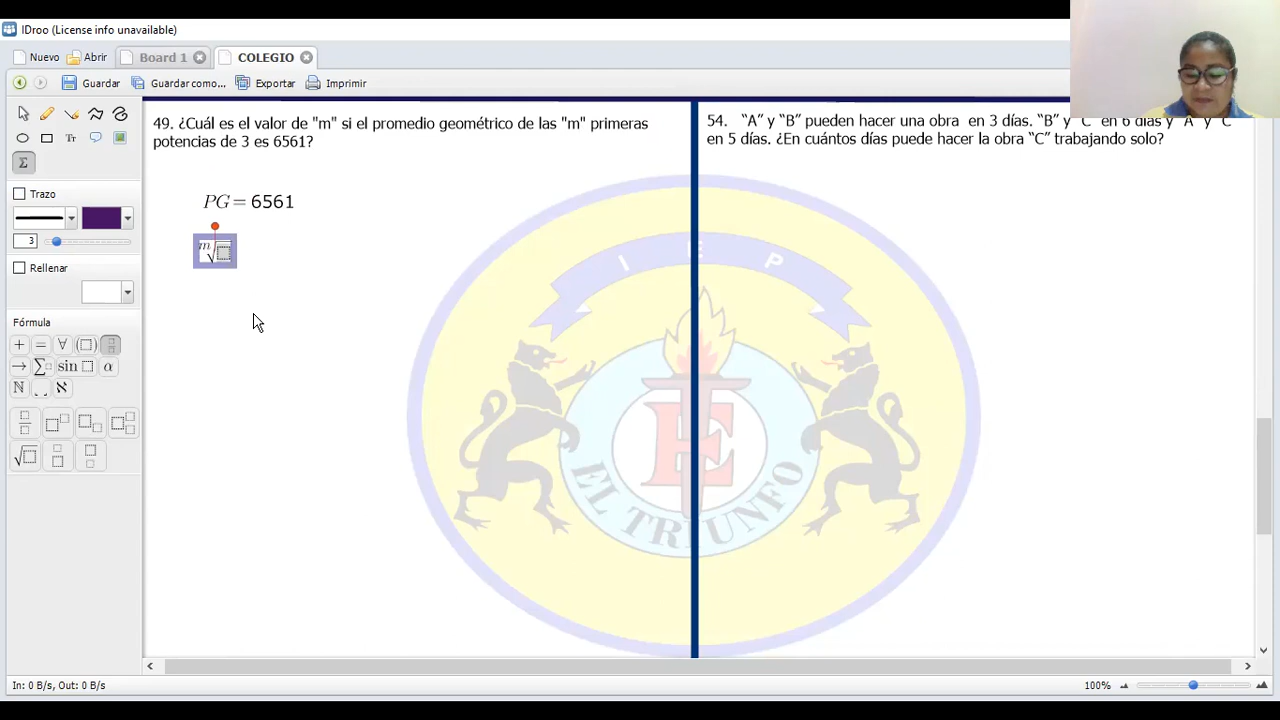 IDroo (License info unavailable)
Nuevo
Abrir
Board 1
COLEGIO
Guardar
Guardar como...
Exportar
Imprimir
Trazo
3
Rellenar
Fórmula
+ = ∀ (□)
→ ∑ sin α
ℕ ℵ
Tr
Σ
49. ¿Cuál es el valor de "m" si el promedio geométrico de las "m" primeras
potencias de 3 es 6561?
PG = 6561
m√
54. “A” y “B” pueden hacer una obra en 3 días. “B” y “C” en 6 días y “A” y “C”
en 5 días. ¿En cuántos días puede hacer la obra “C” trabajando solo?
I E P
E
EL TRIUNFO
In: 0 B/s, Out: 0 B/s
100%